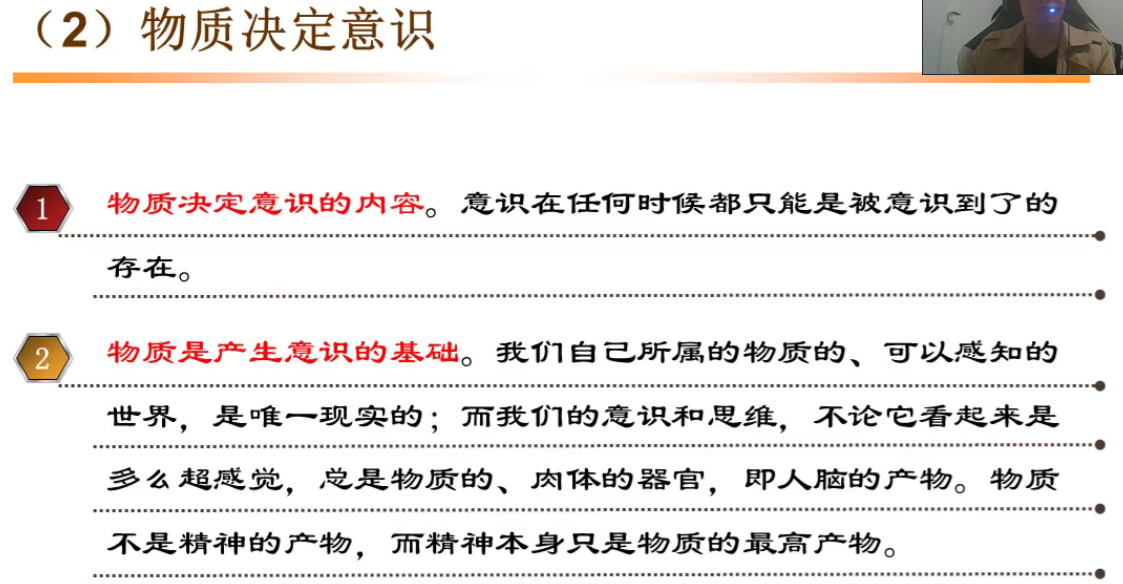 （2）物质决定意识
1 物质决定意识的内容。意识在任何时候都只能是被意识到了的
存在。
2 物质是产生意识的基础。我们自己所属的物质的、可以感知的
世界，是唯一现实的；而我们的意识和思维，不论它看起来是
多么超感觉，总是物质的、肉体的器官，即人脑的产物。物质
不是精神的产物，而精神本身只是物质的最高产物。